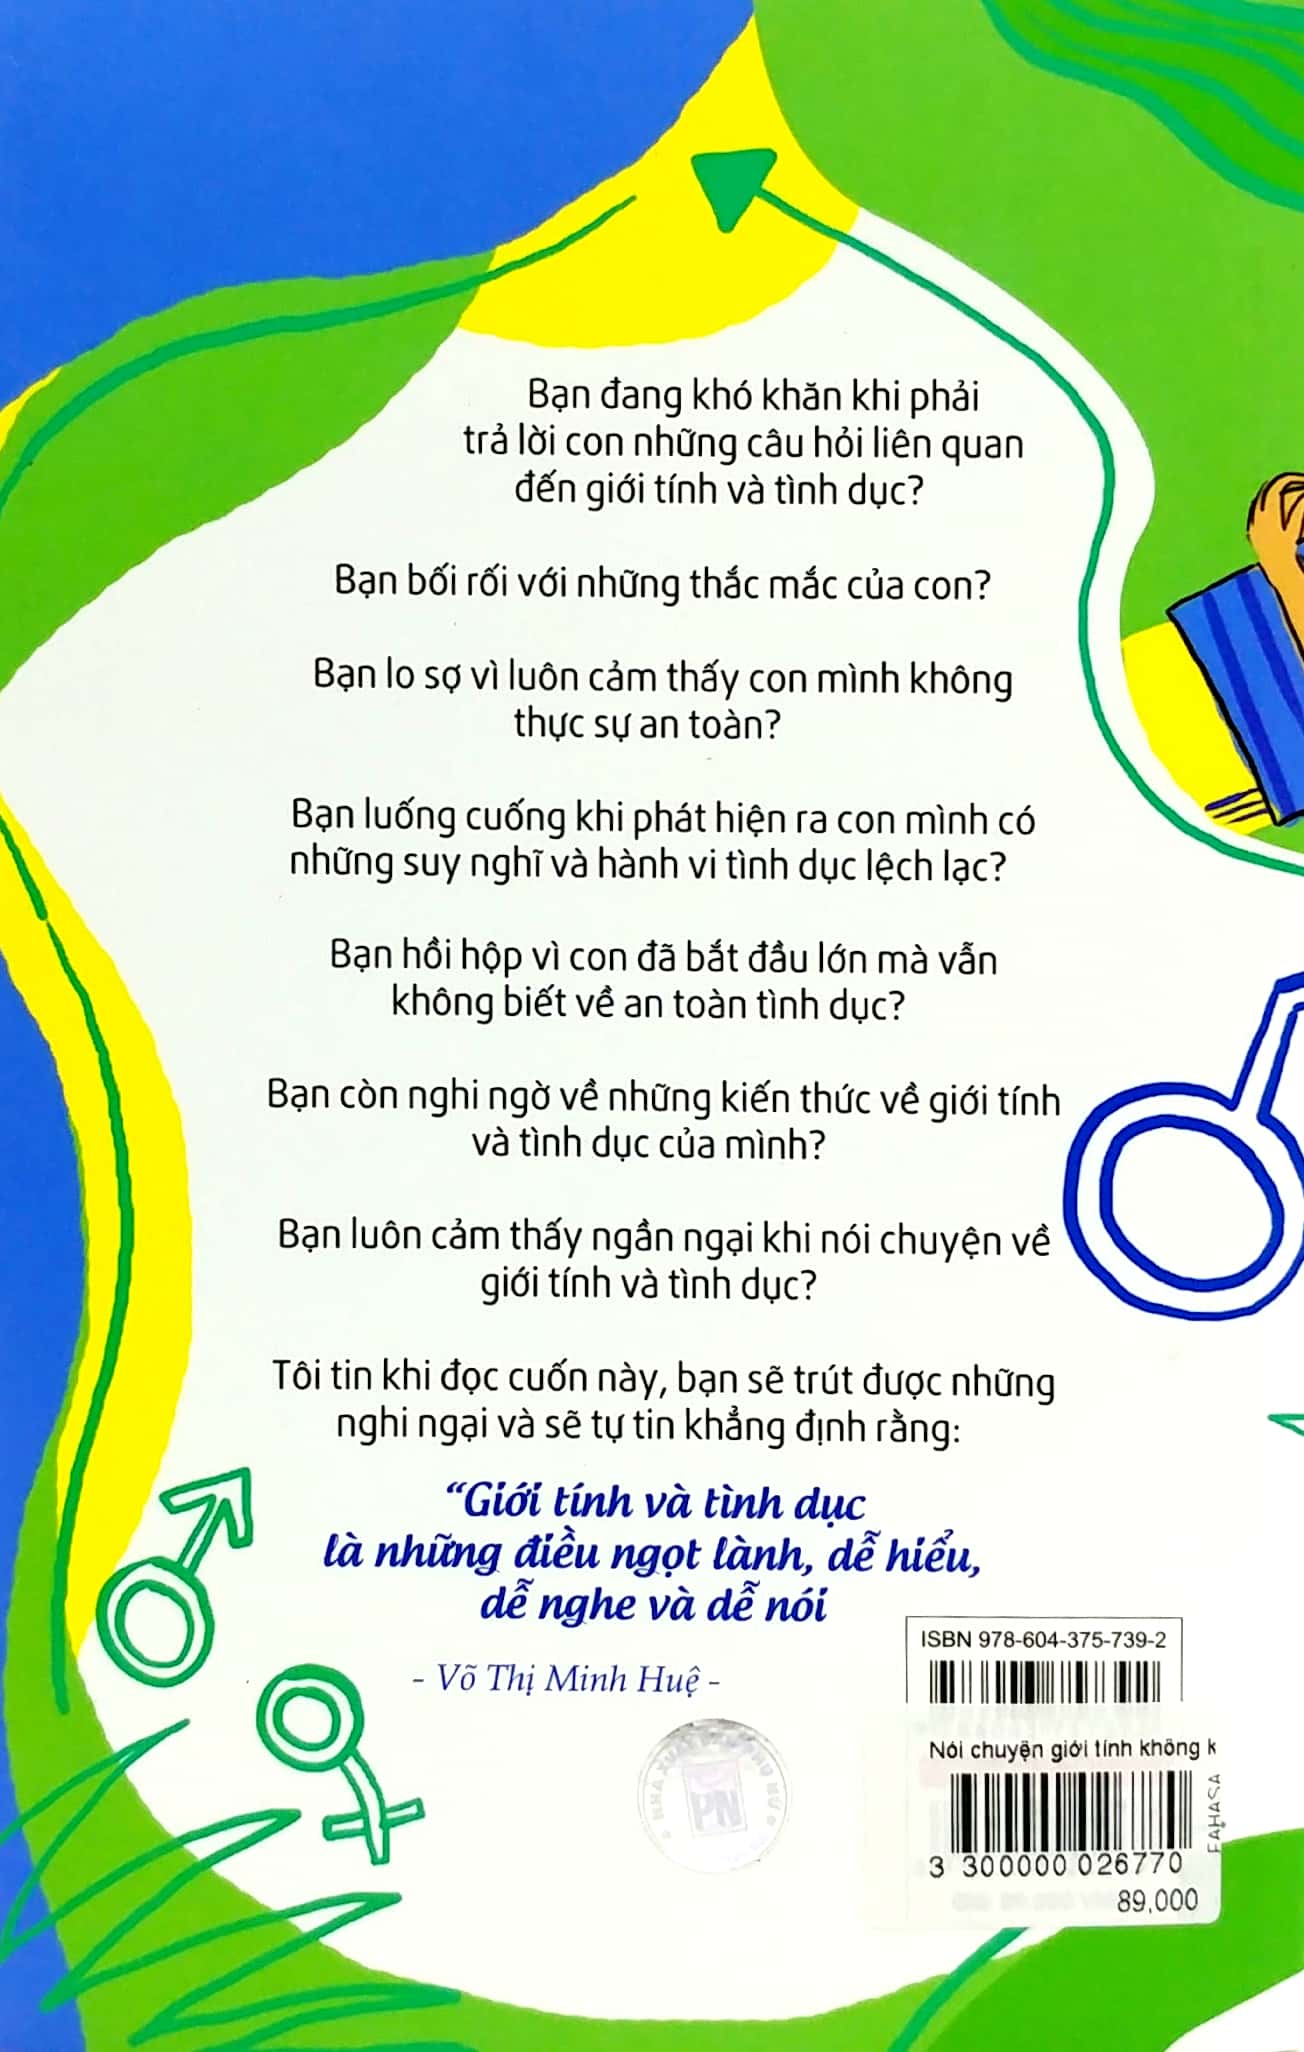 Bạn đang khó khăn khi phải
trả lời con những câu hỏi liên quan
đến giới tính và tình dục?
Bạn bối rối với những thắc mắc của con?
Bạn lo sợ vì luôn cảm thấy con mình không
thực sự an toàn?
Bạn luống cuống khi phát hiện ra con mình có
những suy nghĩ và hành vi tình dục lệch lạc?
Bạn hồi hộp vì con đã bắt đầu lớn mà vẫn
không biết về an toàn tình dục?
Bạn còn nghi ngờ về những kiến thức về giới tính
và tình dục của mình?
Bạn luôn cảm thấy ngần ngại khi nói chuyện về
giới tính và tình dục?
Tôi tin khi đọc cuốn này, bạn sẽ trút được những
nghi ngại và sẽ tự tin khẳng định rằng:
“Giới tính và tình dục
là những điều ngọt lành, dễ hiểu,
dễ nghe và dễ nói
- Võ Thị Minh Huệ -
ISBN 978-604-375-739-2
Nói chuyện giới tính không k
FAHASA
3 300000 026770
89,000
PN